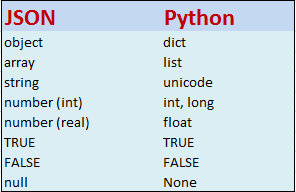 JSON Python
object dict
array list
string unicode
number (int) int, long
number (real) float
TRUE TRUE
FALSE FALSE
null None